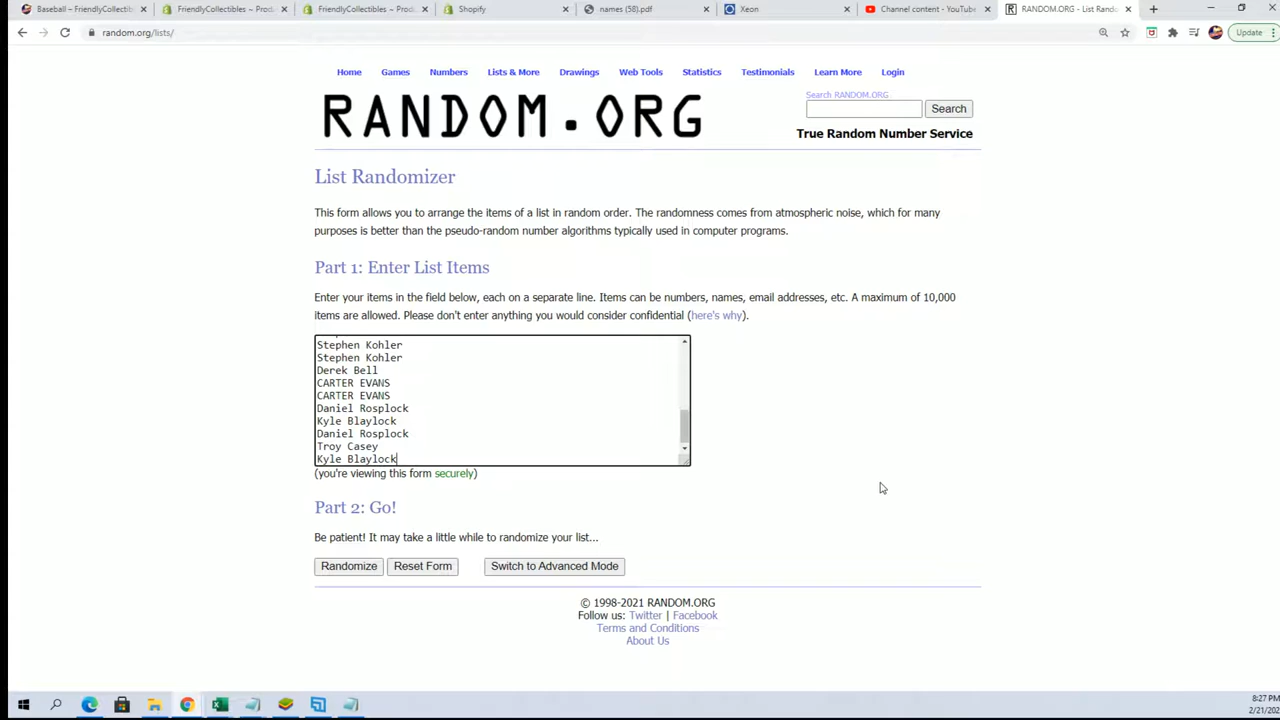 Baseball ~ FriendlyCollectib
FriendlyCollectibles ~ Produ
FriendlyCollectibles ~ Prod
Shopify
names (58).pdf
Xeon
Channel content - YouTube
RANDOM.ORG - List Rando
random.org/lists/
Update
Home Games Numbers Lists & More Drawings Web Tools Statistics Testimonials Learn More Login
Search RANDOM.ORG
RANDOM.ORG
Search
True Random Number Service
List Randomizer
This form allows you to arrange the items of a list in random order. The randomness comes from atmospheric noise, which for many
purposes is better than the pseudo-random number algorithms typically used in computer programs.
Part 1: Enter List Items
Enter your items in the field below, each on a separate line. Items can be numbers, names, email addresses, etc. A maximum of 10,000
items are allowed. Please don't enter anything you would consider confidential (here's why).
Stephen Kohler
Stephen Kohler
Derek Bell
CARTER EVANS
CARTER EVANS
Daniel Rosplock
Kyle Blaylock
Daniel Rosplock
Troy Casey
Kyle Blaylock
(you're viewing this form securely)
Part 2: Go!
Be patient! It may take a little while to randomize your list...
Randomize Reset Form Switch to Advanced Mode
© 1998-2021 RANDOM.ORG
Follow us: Twitter | Facebook
Terms and Conditions
About Us
8:27 PM
2/21/202